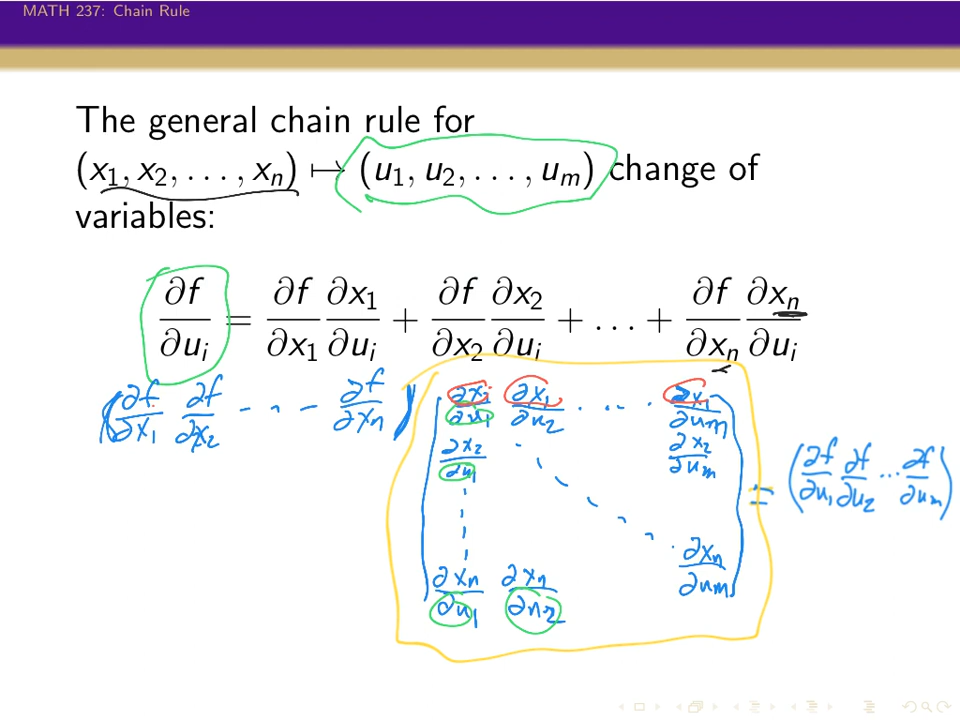 MATH 237: Chain Rule
The general chain rule for
(x₁, x₂, . . . , xₙ) ↦ (u₁, u₂, . . . , uₘ) change of
variables:
∂f/∂uᵢ = ∂f/∂x₁ ∂x₁/∂uᵢ + ∂f/∂x₂ ∂x₂/∂uᵢ + . . . + ∂f/∂xₙ ∂xₙ/∂uᵢ
(∂f/∂x₁ ∂f/∂x₂ - - - ∂f/∂xₙ) (∂x₁/∂u₁ ∂x₁/∂u₂ . . . . ∂x₁/∂uₘ
∂x₂/∂u₁ ∂x₂/∂uₘ
∂xₙ/∂u₁ ∂xₙ/∂u₂ ∂xₙ/∂uₘ) = (∂f/∂u₁ ∂f/∂u₂ ... ∂f/∂uₘ)